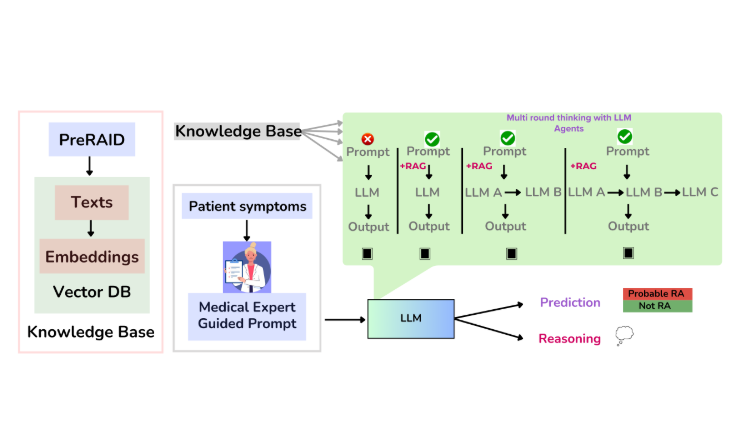 PreRAID
Texts
Embeddings
Vector DB
Knowledge Base
Knowledge Base
Patient symptoms
Medical Expert
Guided Prompt
Multi round thinking with LLM
Agents
Prompt
LLM
Output
Prompt
+RAG
LLM
Output
Prompt
+RAG
LLM A
LLM B
Output
Prompt
+RAG
LLM A
LLM B
LLM C
Output
LLM
Prediction
Probable RA
Not RA
Reasoning